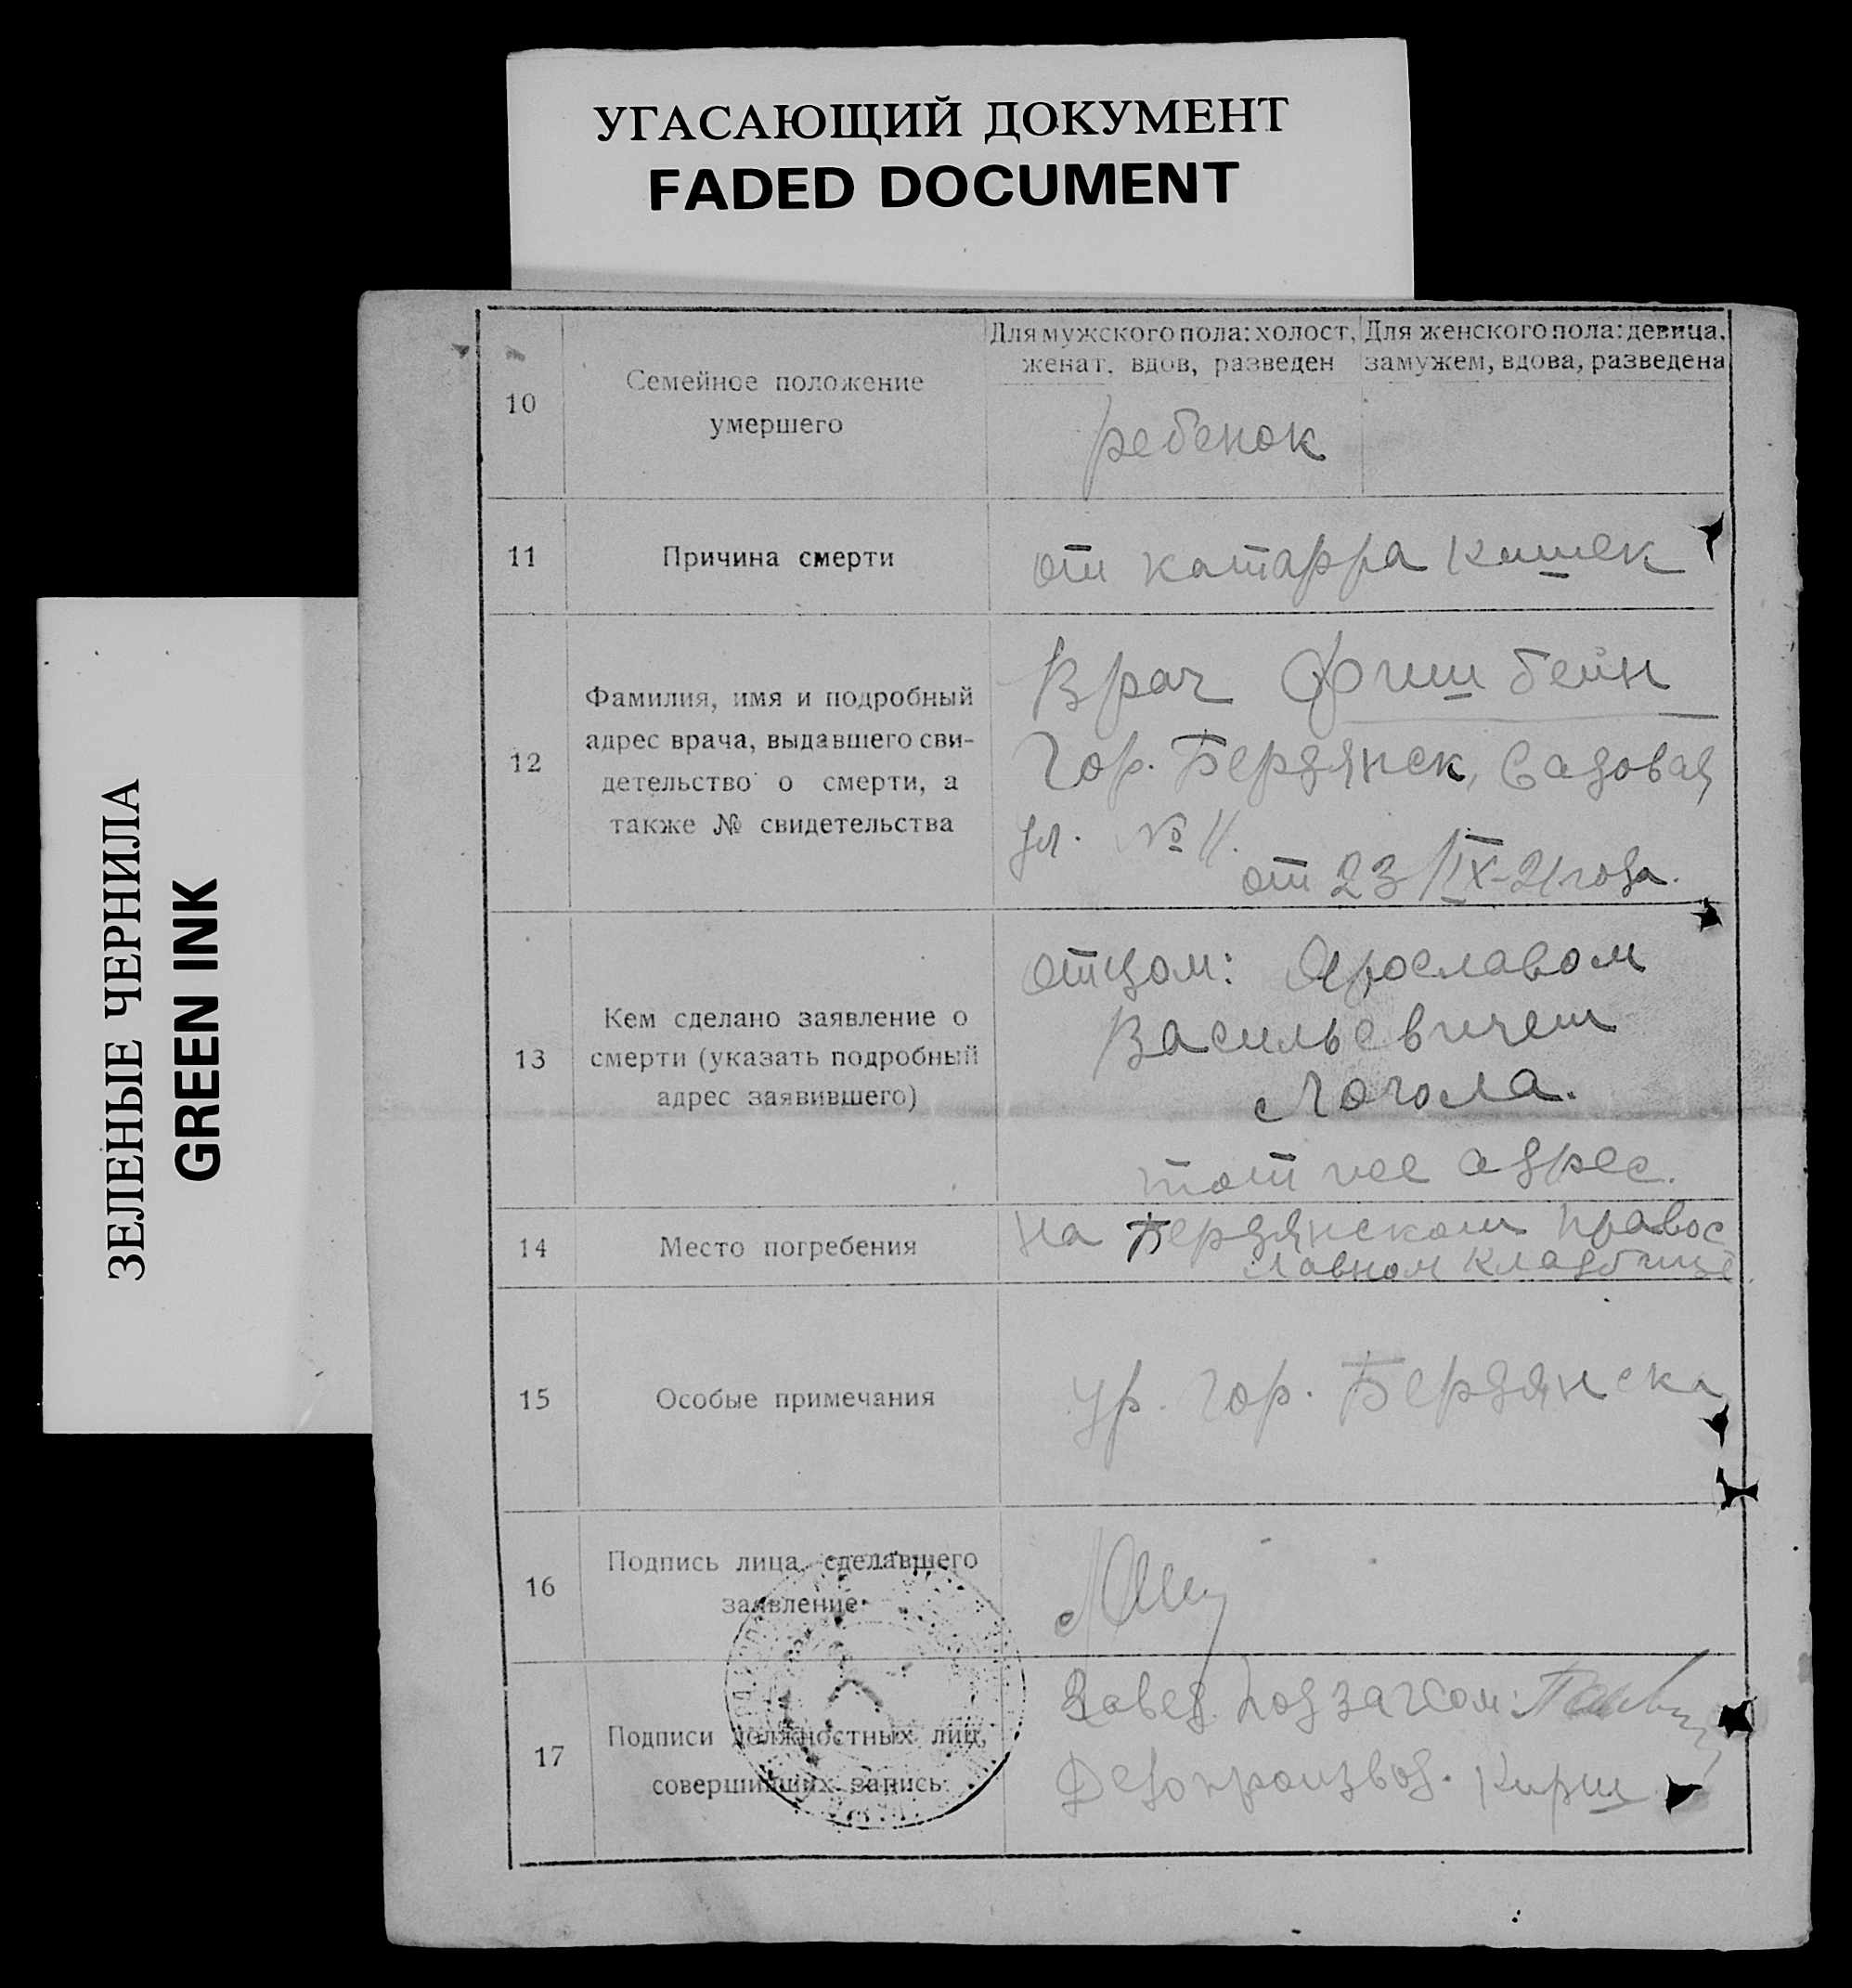 УГАСАЮЩИЙ ДОКУМЕНТ
FADED DOCUMENT
ЗЕЛЕНЫЕ ЧЕРНИЛА
GREEN INK
10
Семейное положение
умершего
Для мужского пола: холост,
женат, вдов, разведен
Для женского пола: девица,
замужем, вдова, разведена
ребенок
11
Причина смерти
от катарра кишек
12
Фамилия, имя и подробный
адрес врача, выдавшего сви-
детельство о смерти, а
также № свидетельства
Врач Фишбейн
Гор. Бердянск, Садовая
ул. № 11.
от 23/IX-21 года.
13
Кем сделано заявление о
смерти (указать подробный
адрес заявившего)
отцом: Ярославом
Васильевичем
Логола.
тот же адрес.
14
Место погребения
на Бердянском правос
лавном кладбище.
15
Особые примечания
ур. гор. Бердянска
16
Подпись лица, сделавшего
заявление
17
Подписи должностных лиц,
совершивших запись
Завед. подзагсом:
Делопроизвод. Кирш